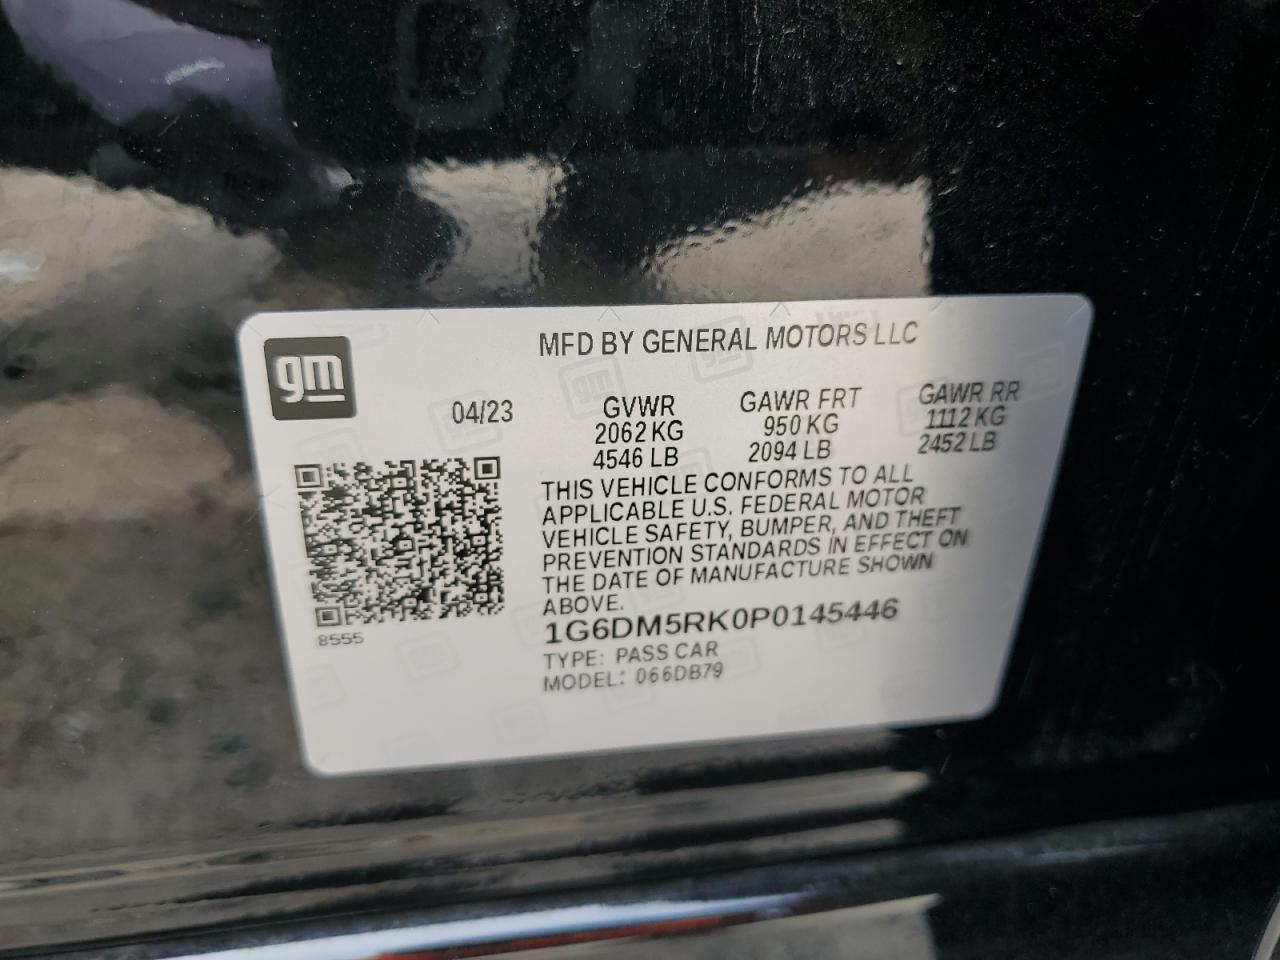 gm
MFD BY GENERAL MOTORS LLC
04/23 GVWR GAWR FRT GAWR RR
2062 KG 950 KG 1112 KG
4546 LB 2094 LB 2452 LB
THIS VEHICLE CONFORMS TO ALL
APPLICABLE U.S. FEDERAL MOTOR
VEHICLE SAFETY, BUMPER, AND THEFT
PREVENTION STANDARDS IN EFFECT ON
THE DATE OF MANUFACTURE SHOWN
ABOVE.
1G6DM5RK0P0145446
8555
TYPE: PASS CAR
MODEL: 066DB79